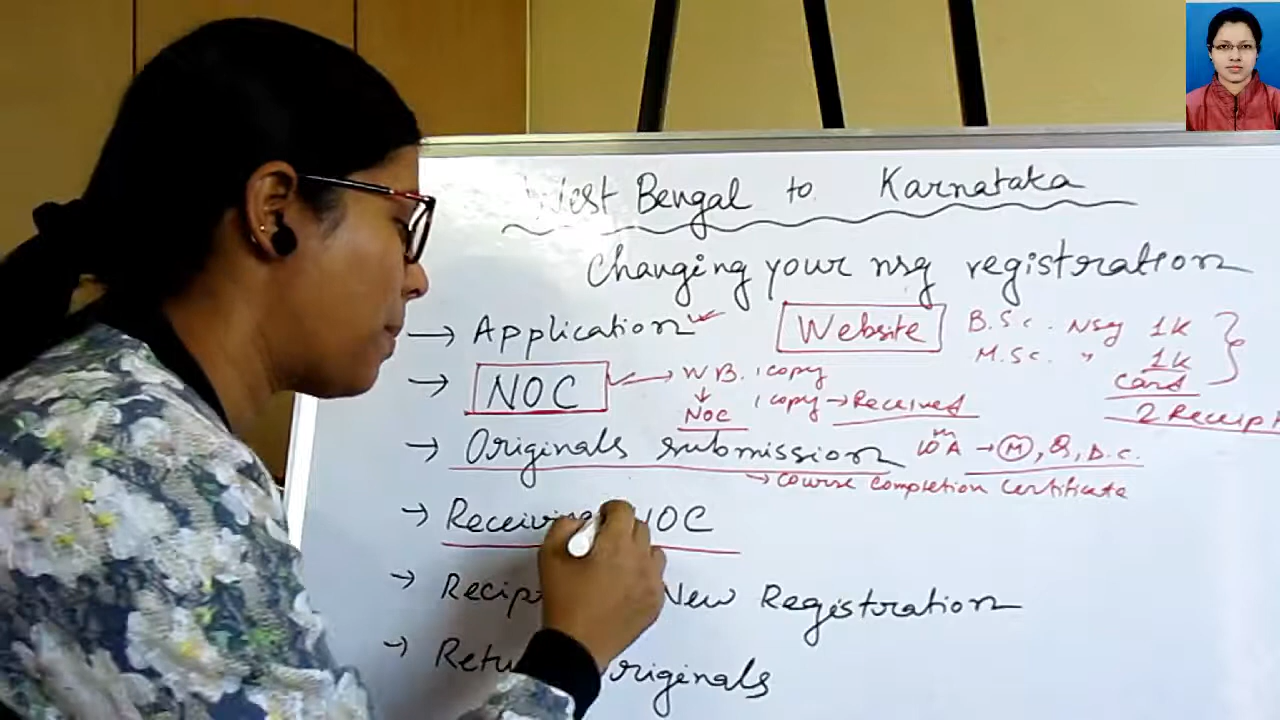 West Bengal to Karnataka
Changing your nsg registration
→ Application Website B.Sc. Nsg 1K
M.Sc. " 1K
Card
2 Receipt
→ NOC → WB. 1 copy
↓
NOC 1 copy → Received
→ Originals submission 10th A → M, R, D.C.
→ Course Completion Certificate
→ Receiving NOC
→ New Registration
→ Originals